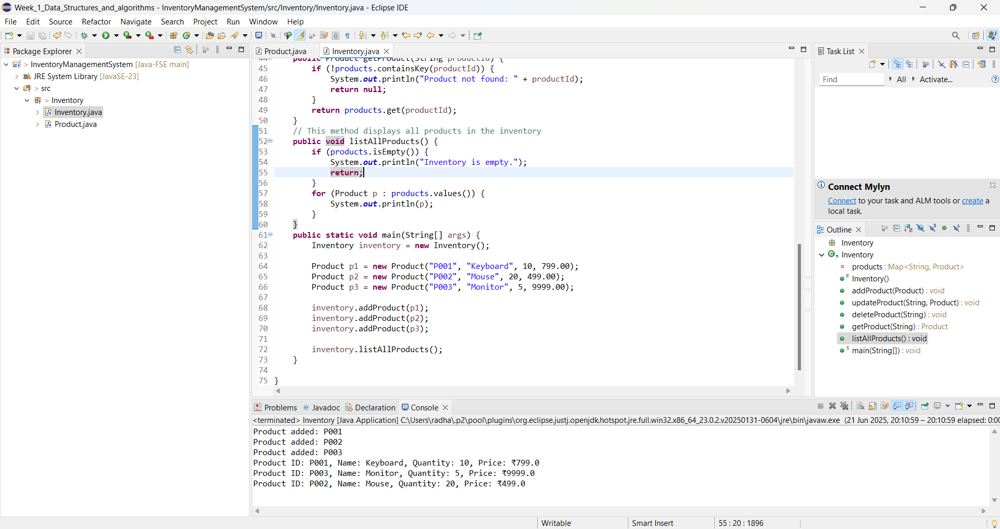 Week_1_Data_Structures_and_algorithms - InventoryManagementSystem/src/Inventory/Inventory.java - Eclipse IDE
File Edit Source Refactor Navigate Search Project Run Window Help
Package Explorer
> InventoryManagementSystem [Java-FSE main]
JRE System Library [JavaSE-23]
> src
> Inventory
Inventory.java
Product.java
Product.java Inventory.java
44 public Product getProduct(String productId) {
45 if (!products.containsKey(productId)) {
46 System.out.println("Product not found: " + productId);
47 return null;
48 }
49 return products.get(productId);
50 }
51 // This method displays all products in the inventory
52 public void listAllProducts() {
53 if (products.isEmpty()) {
54 System.out.println("Inventory is empty.");
55 return;
56 }
57 for (Product p : products.values()) {
58 System.out.println(p);
59 }
60 }
61 public static void main(String[] args) {
62 Inventory inventory = new Inventory();
63
64 Product p1 = new Product("P001", "Keyboard", 10, 799.00);
65 Product p2 = new Product("P002", "Mouse", 20, 499.00);
66 Product p3 = new Product("P003", "Monitor", 5, 9999.00);
67
68 inventory.addProduct(p1);
69 inventory.addProduct(p2);
70 inventory.addProduct(p3);
71
72 inventory.listAllProducts();
73 }
74
75 }
Task List
Find All Activate...
Connect Mylyn
Connect to your task and ALM tools or create a
local task.
Outline
Inventory
Inventory
products : Map<String, Product>
Inventory()
addProduct(Product) : void
updateProduct(String, Product) : void
deleteProduct(String) : void
getProduct(String) : Product
listAllProducts() : void
main(String[]) : void
Problems Javadoc Declaration Console
<terminated> Inventory [Java Application] C:\Users\radha\.p2\pool\plugins\org.eclipse.justj.openjdk.hotspot.jre.full.win32.x86_64_23.0.2.v20250131-0604\jre\bin\javaw.exe (21 Jun 2025, 20:10:59 – 20:10:59 elapsed: 0:00
Product added: P001
Product added: P002
Product added: P003
Product ID: P001, Name: Keyboard, Quantity: 10, Price: ₹799.0
Product ID: P003, Name: Monitor, Quantity: 5, Price: ₹9999.0
Product ID: P002, Name: Mouse, Quantity: 20, Price: ₹499.0
Writable Smart Insert 55 : 20 : 1896